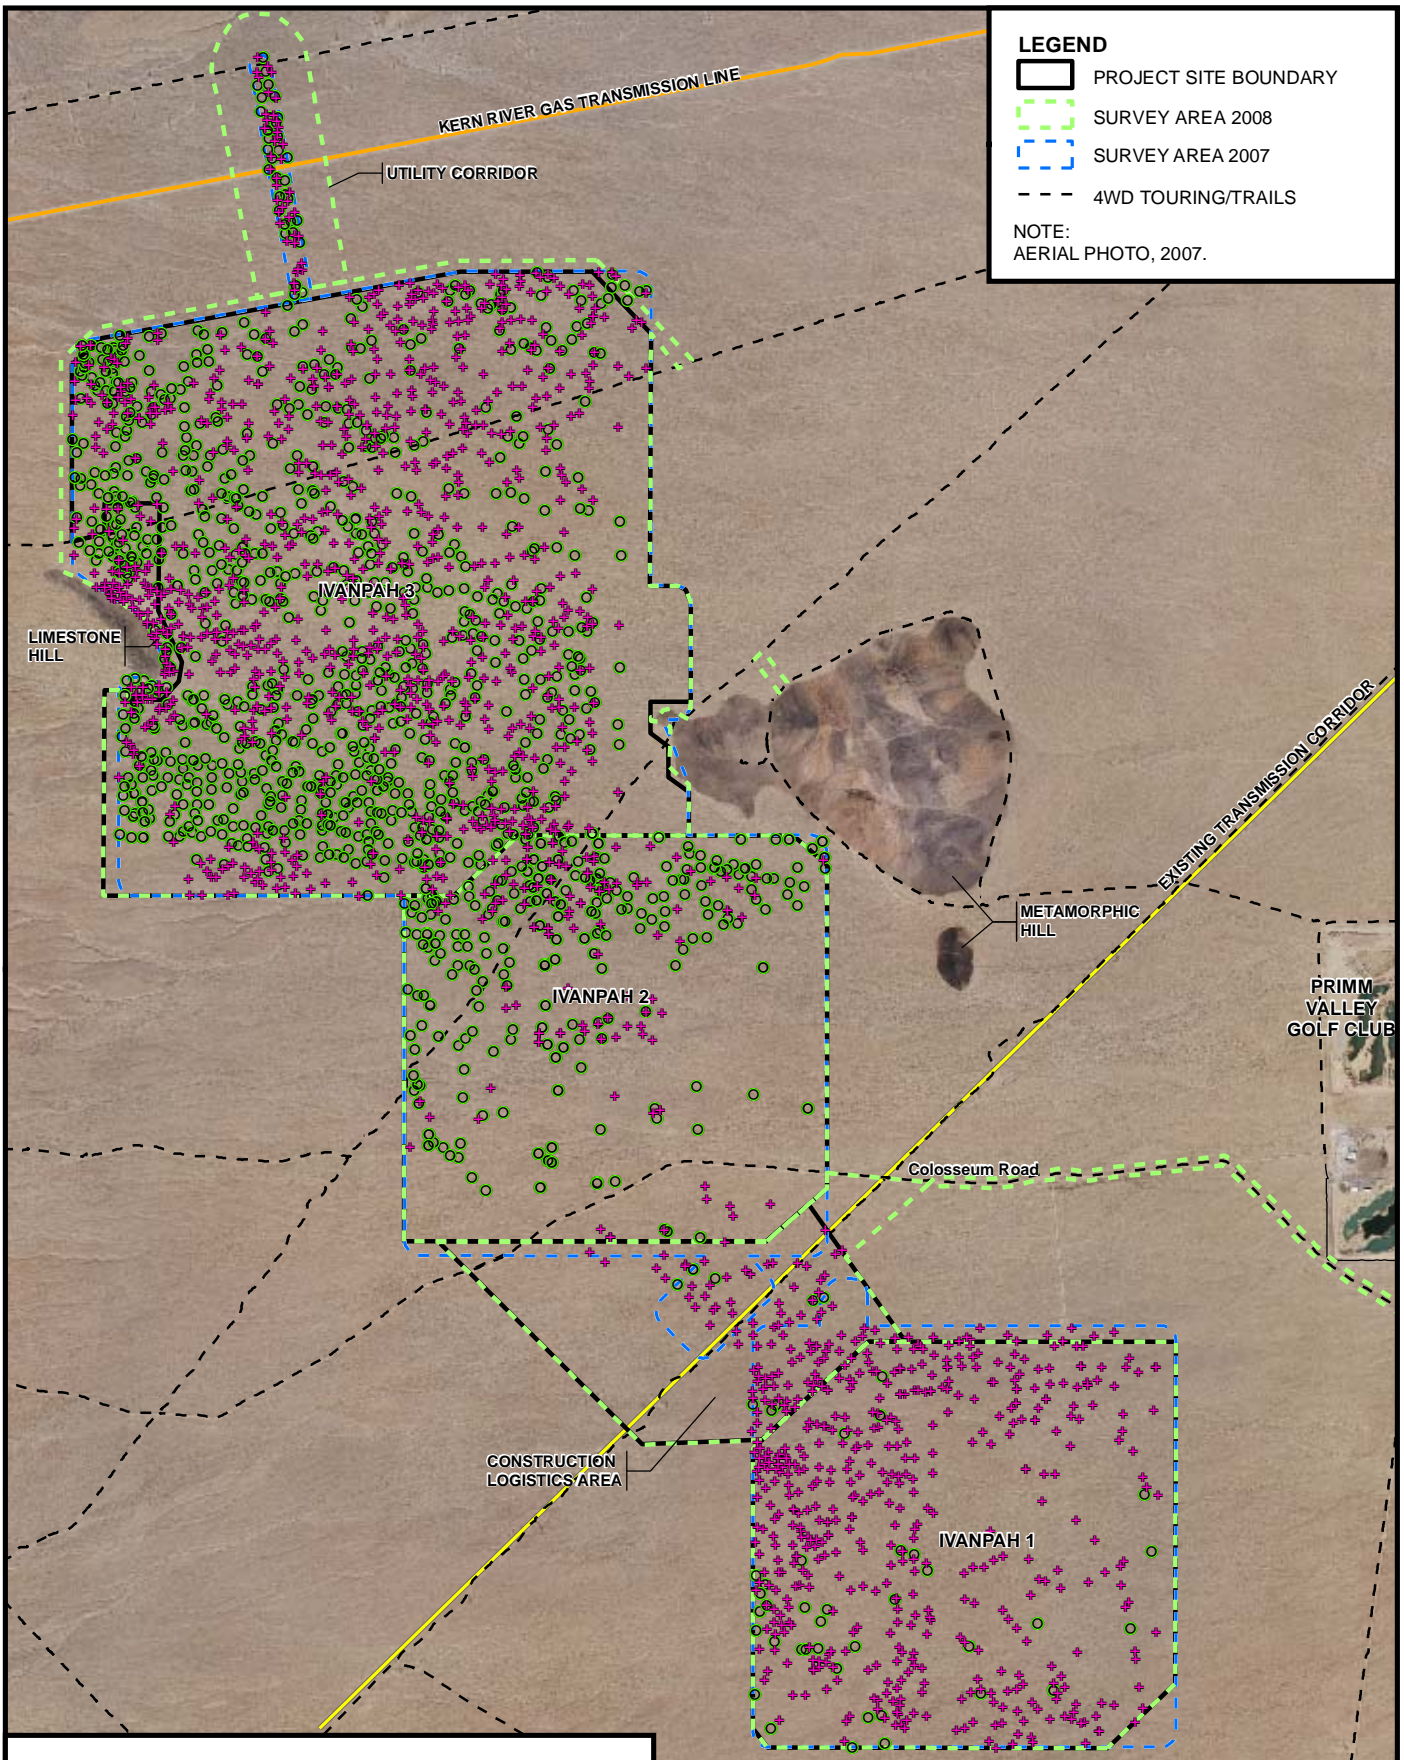 LEGEND
PROJECT SITE BOUNDARY
SURVEY AREA 2008
SURVEY AREA 2007
4WD TOURING/TRAILS
NOTE:
AERIAL PHOTO, 2007.
KERN RIVER GAS TRANSMISSION LINE
UTILITY CORRIDOR
IVANPAH 3
LIMESTONE
HILL
EXISTING TRANSMISSION CORRIDOR
METAMORPHIC
HILL
PRIMM
VALLEY
GOLF CLUB
IVANPAH 2
Colosseum Road
CONSTRUCTION
LOGISTICS AREA
IVANPAH 1